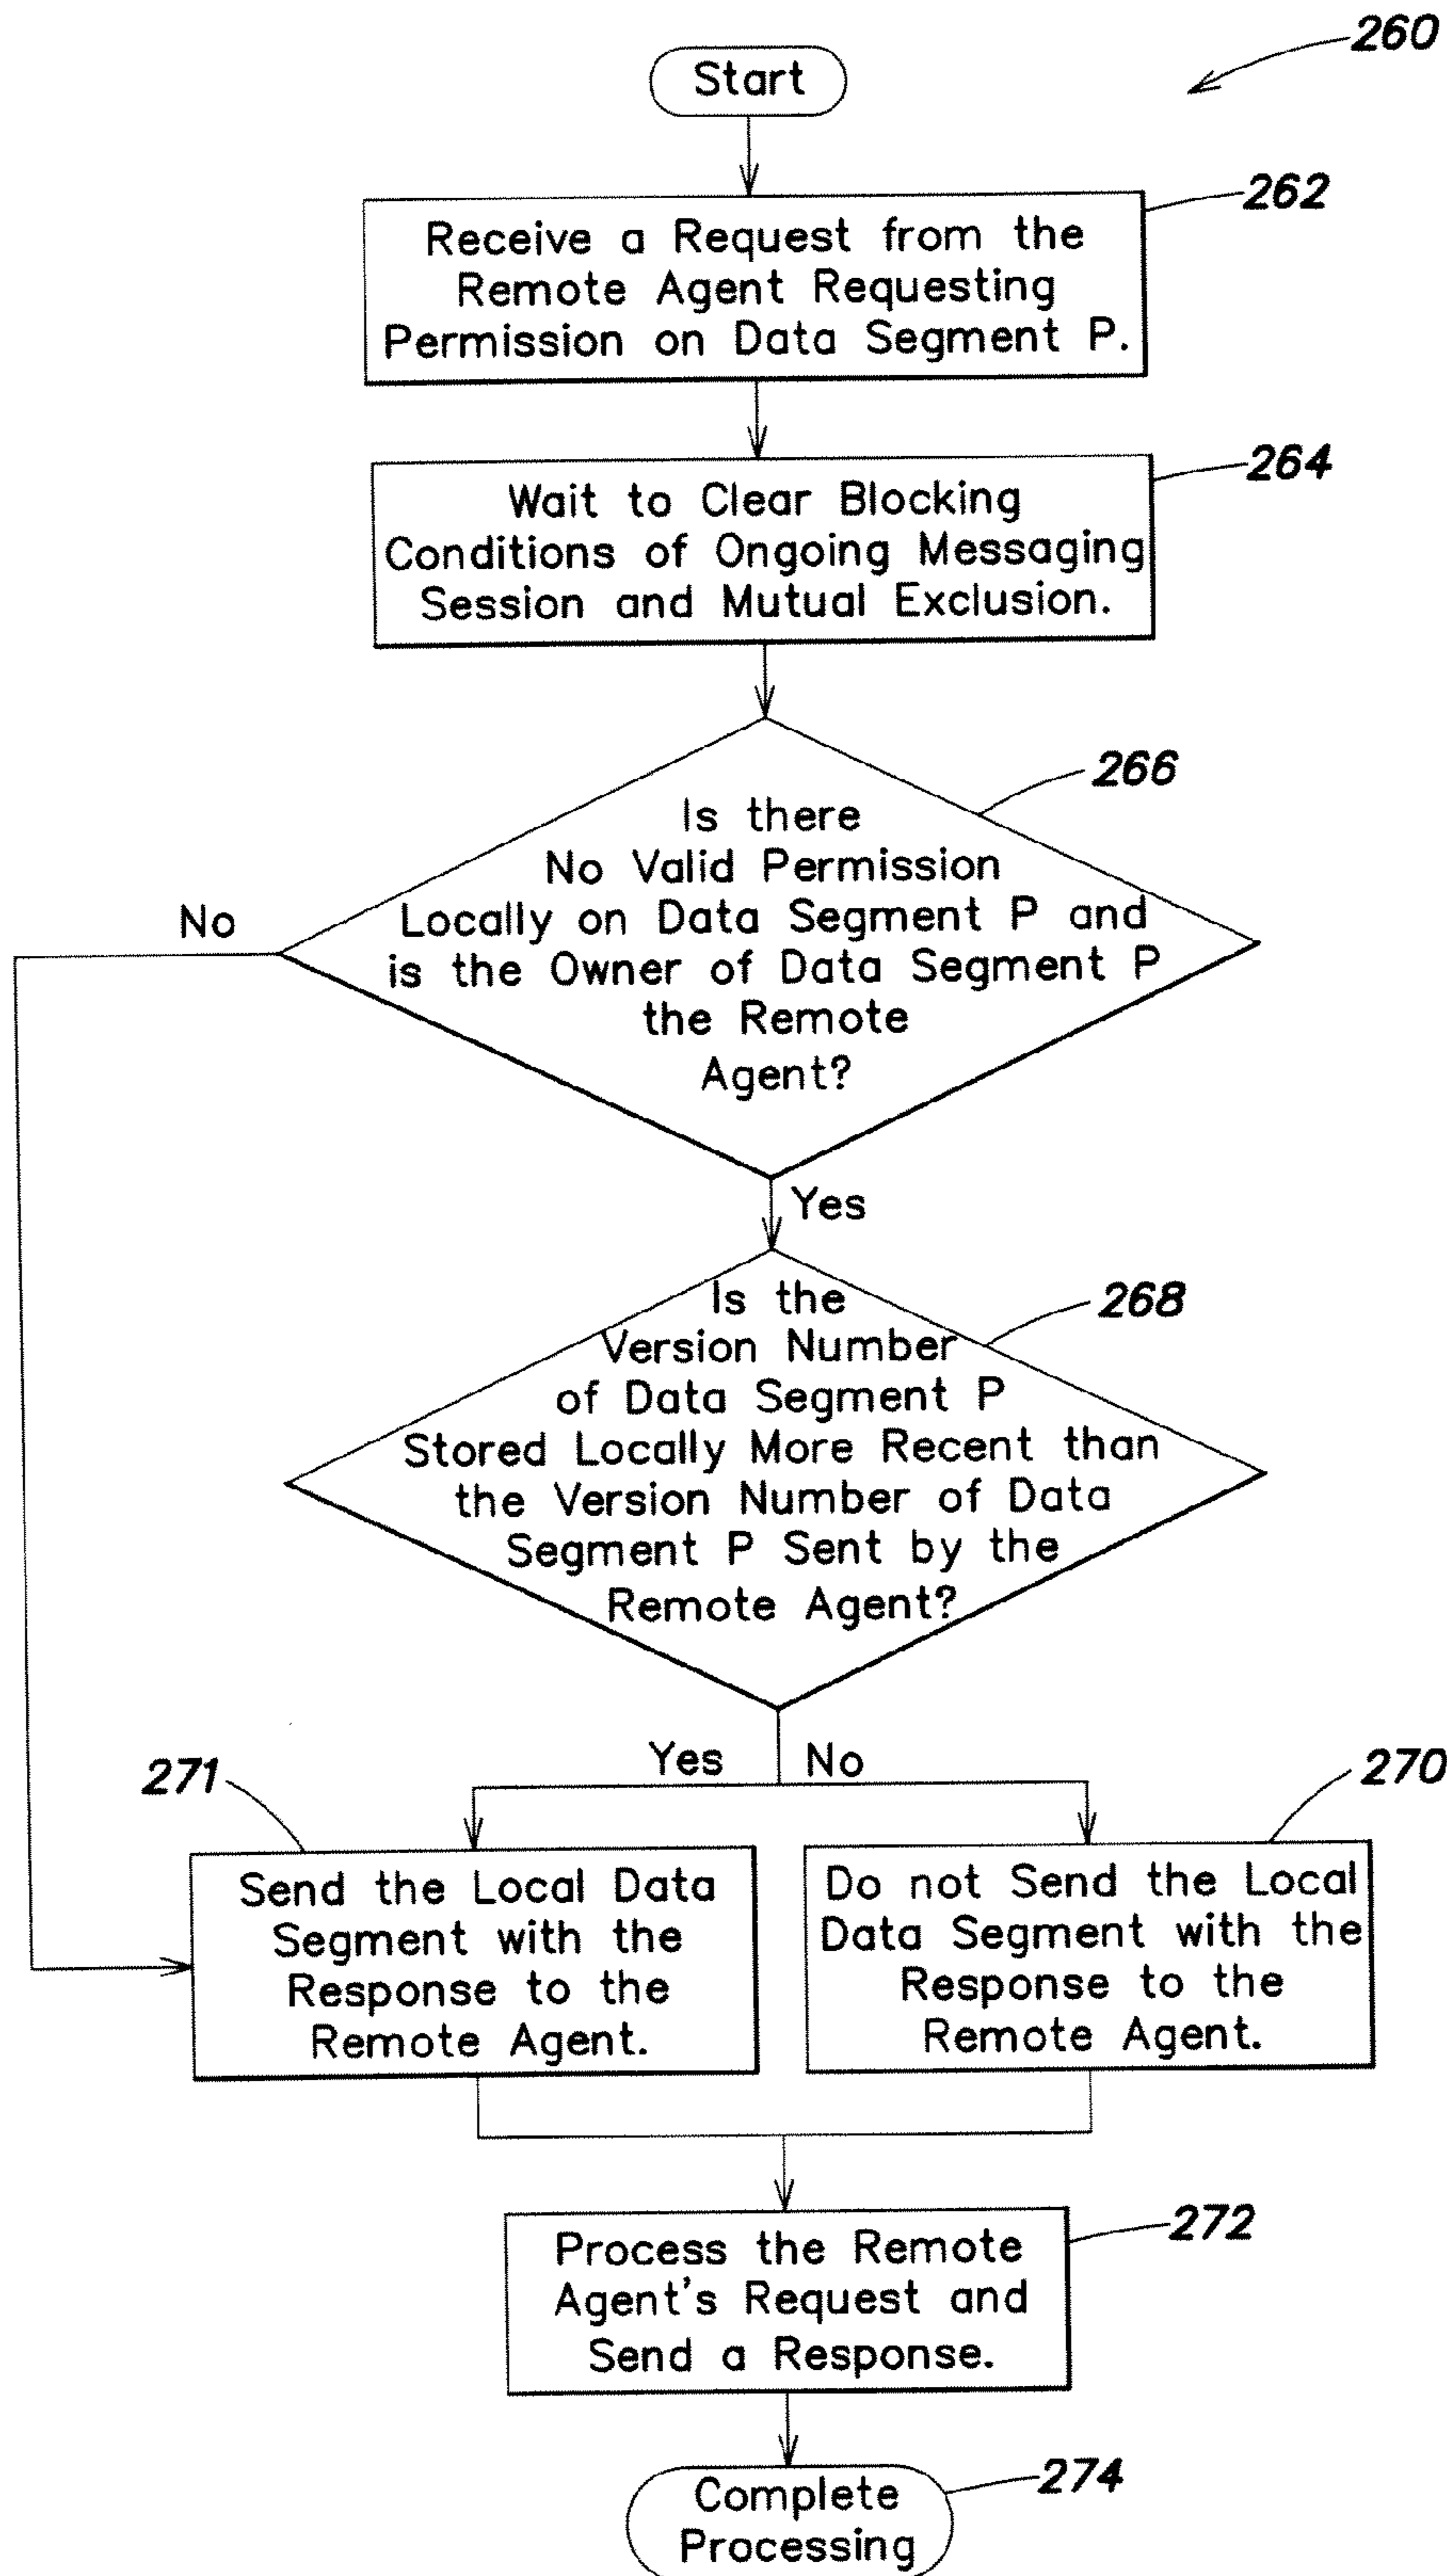 260
Start
262
Receive a Request from the
Remote Agent Requesting
Permission on Data Segment P.
264
Wait to Clear Blocking
Conditions of Ongoing Messaging
Session and Mutual Exclusion.
266
Is there
No Valid Permission
Locally on Data Segment P and
is the Owner of Data Segment P
the Remote
Agent?
No
Yes
268
Is the
Version Number
of Data Segment P
Stored Locally More Recent than
the Version Number of Data
Segment P Sent by the
Remote Agent?
Yes
No
271
270
Send the Local Data
Segment with the
Response to the
Remote Agent.
Do not Send the Local
Data Segment with the
Response to the
Remote Agent.
272
Process the Remote
Agent's Request and
Send a Response.
274
Complete
Processing